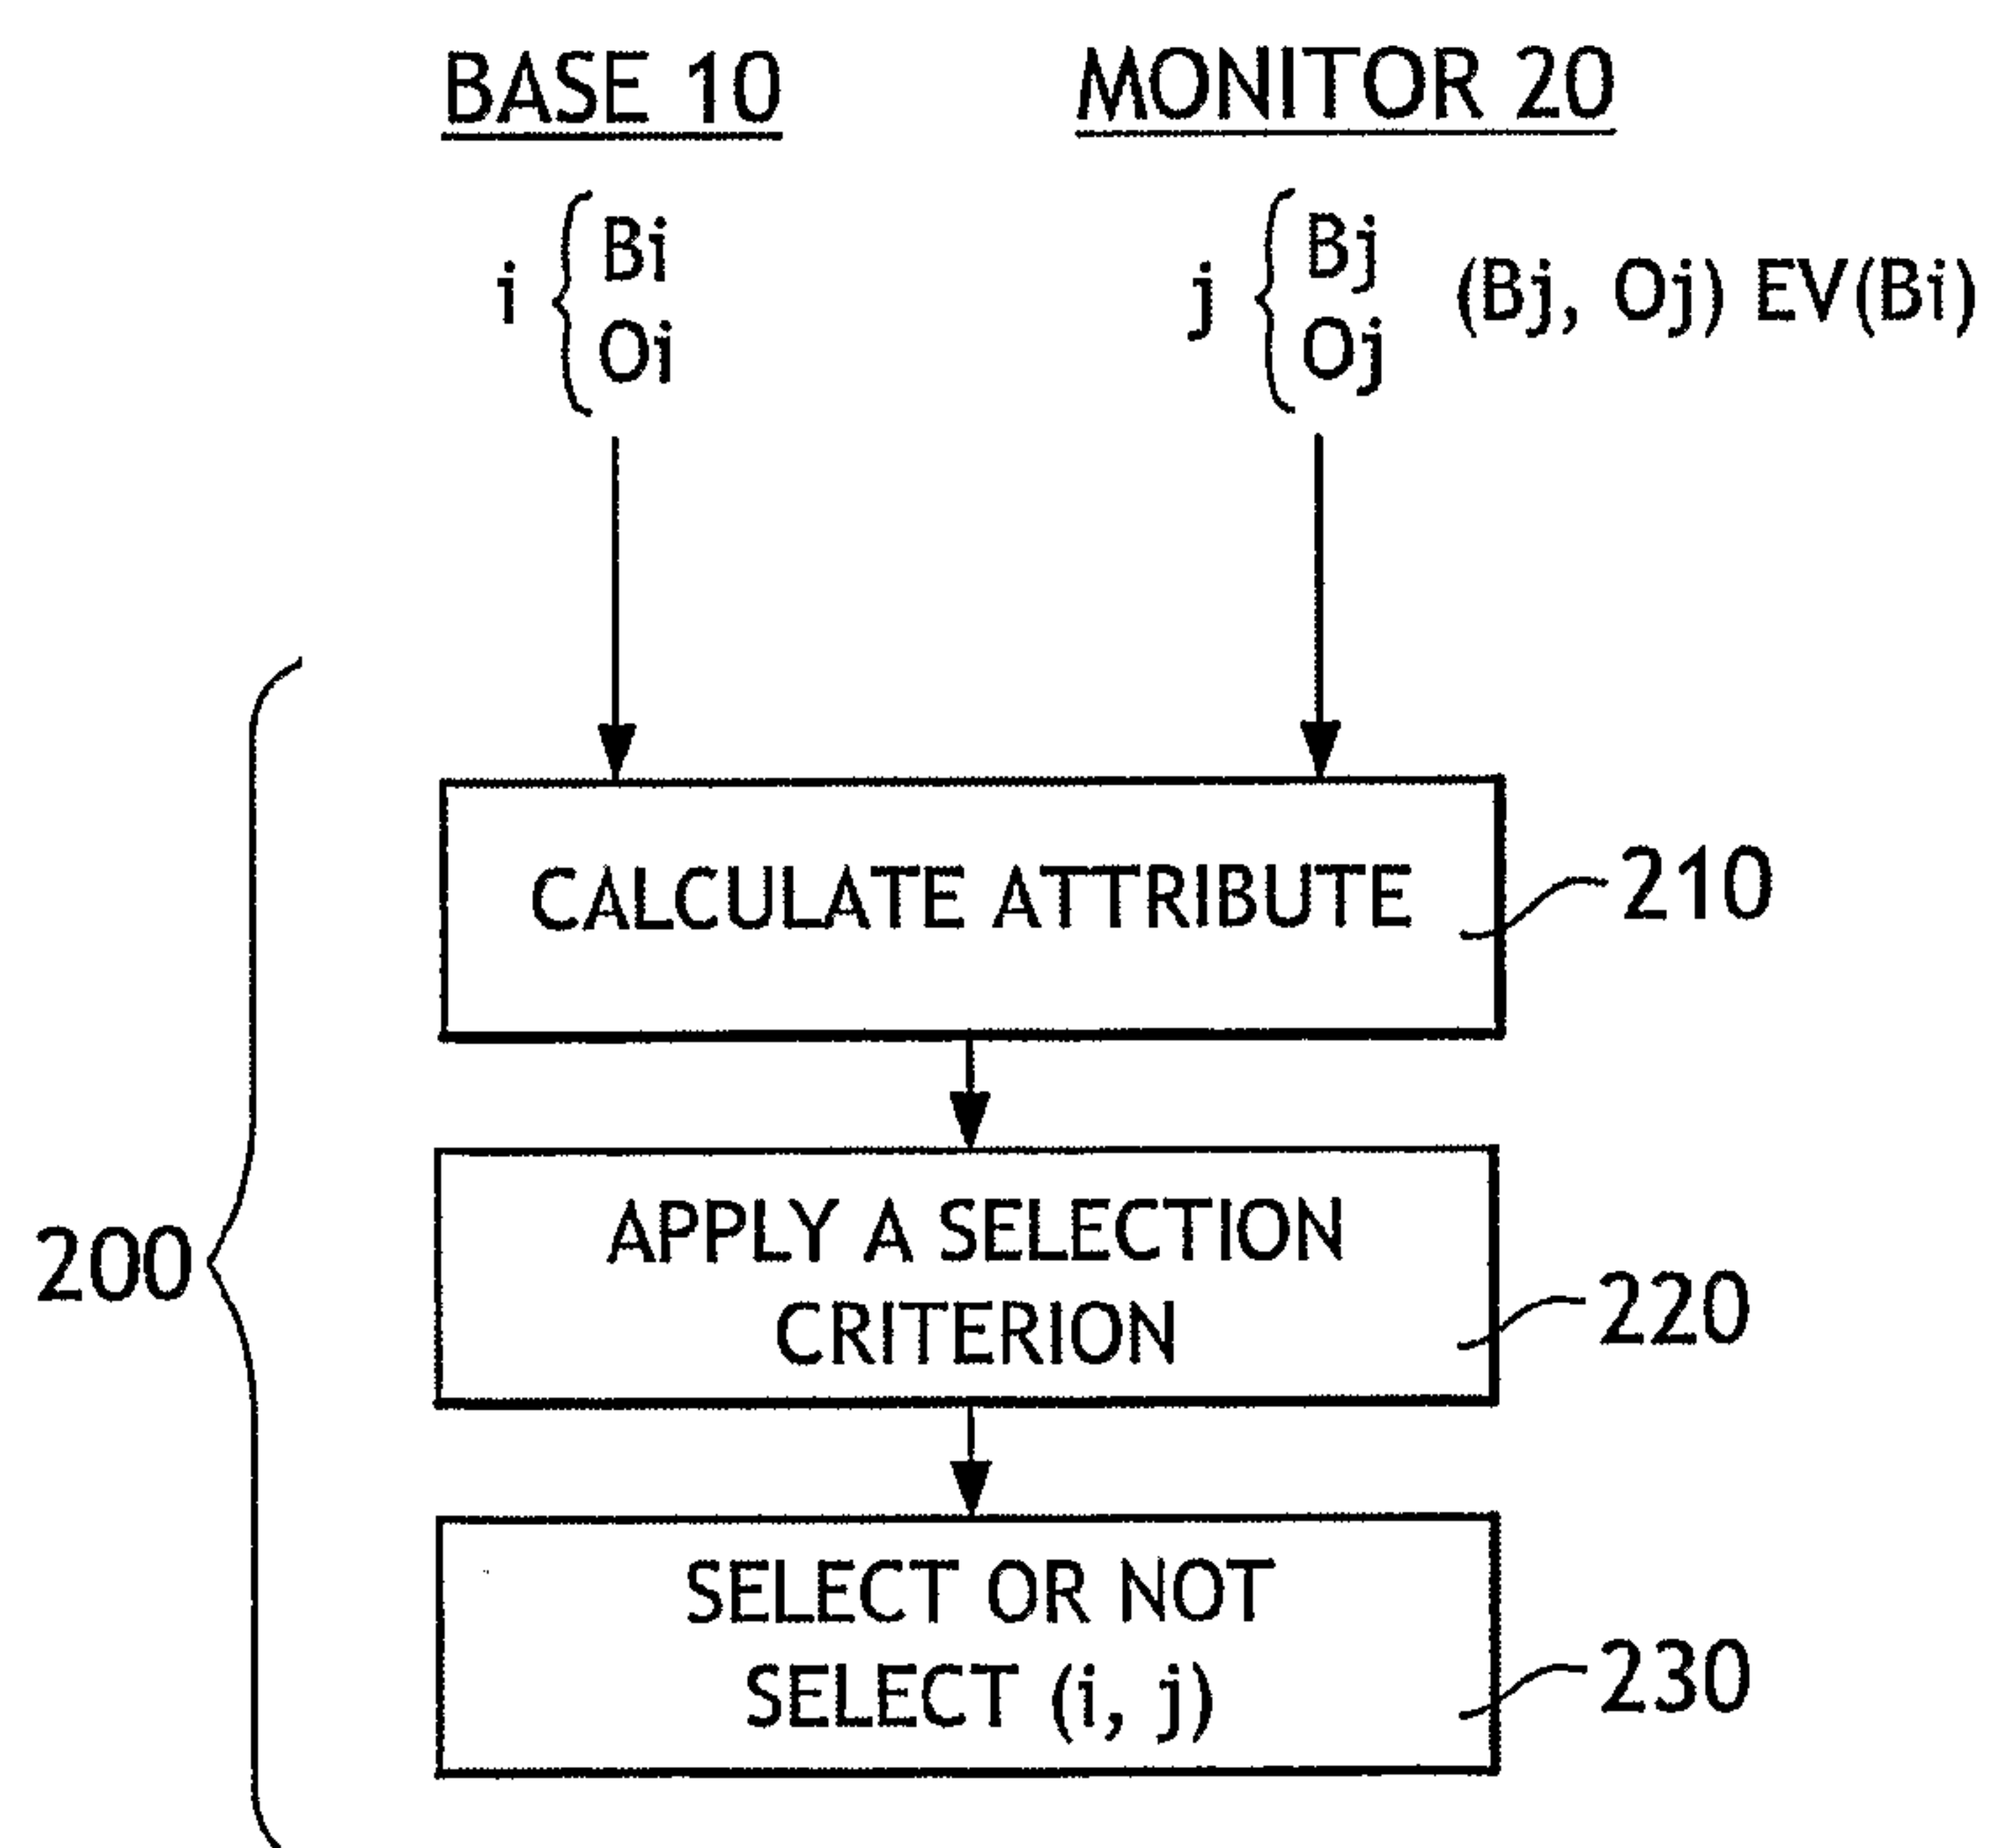 BASE 10
MONITOR 20
i
Bi
Oi
j
Bj
Oj
(Bj, Oj) EV(Bi)
200
CALCULATE ATTRIBUTE
210
APPLY A SELECTION
CRITERION
220
SELECT OR NOT
SELECT (i, j)
230